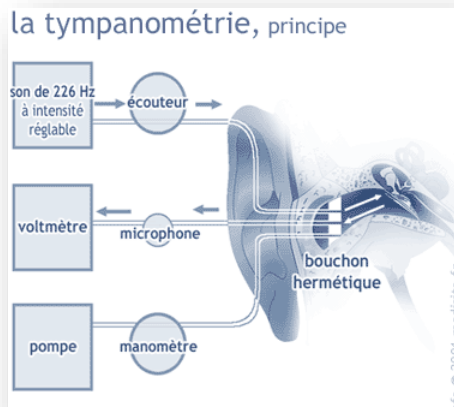 la tympanométrie, principe
son de 226 Hz
à intensité
réglable
écouteur
voltmètre
microphone
bouchon
hermétique
pompe
manomètre